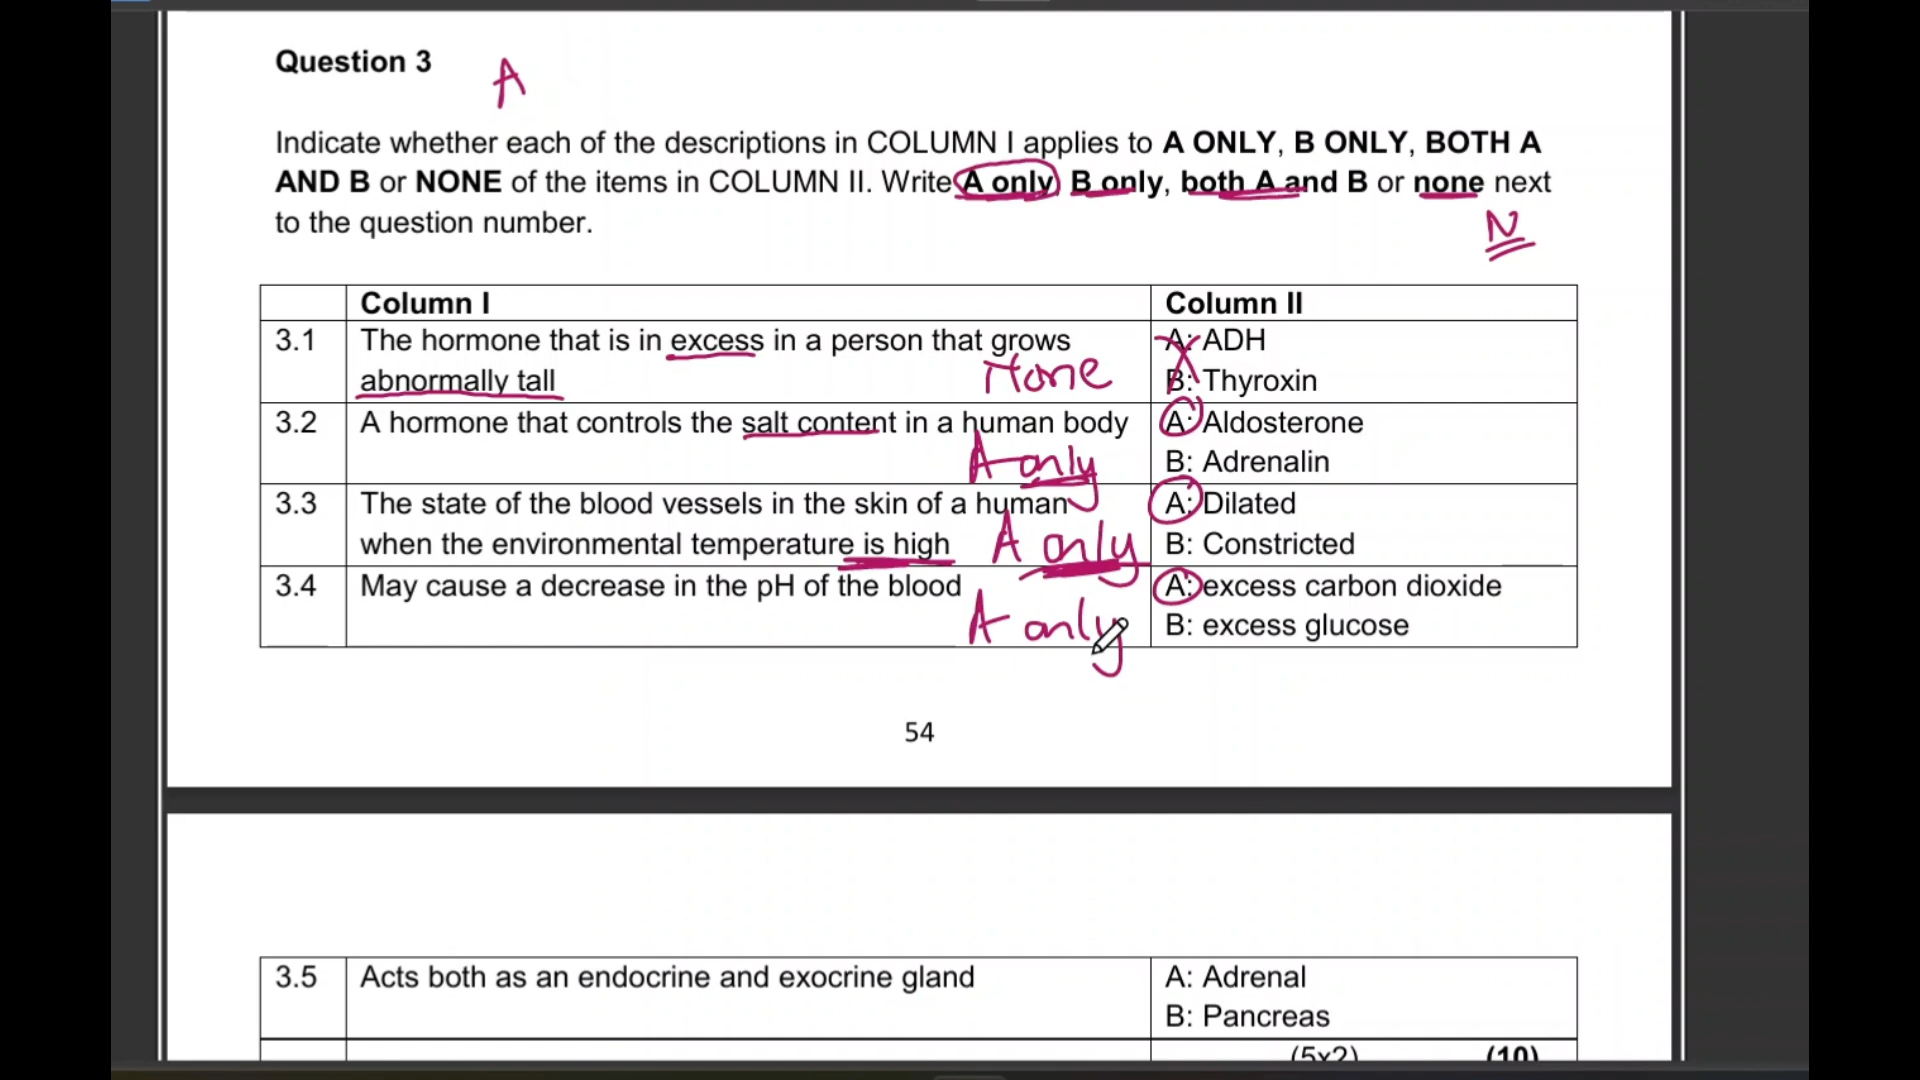 Question 3
A
Indicate whether each of the descriptions in COLUMN I applies to A ONLY, B ONLY, BOTH A
AND B or NONE of the items in COLUMN II. Write A only, B only, both A and B or none next
to the question number.
N
Column I Column II
3.1 The hormone that is in excess in a person that grows A: ADH
abnormally tall None B: Thyroxin
3.2 A hormone that controls the salt content in a human body A: Aldosterone
A only B: Adrenalin
3.3 The state of the blood vessels in the skin of a human A: Dilated
when the environmental temperature is high A only B: Constricted
3.4 May cause a decrease in the pH of the blood A: excess carbon dioxide
A only B: excess glucose
54
3.5 Acts both as an endocrine and exocrine gland A: Adrenal
B: Pancreas
(5x2) (10)